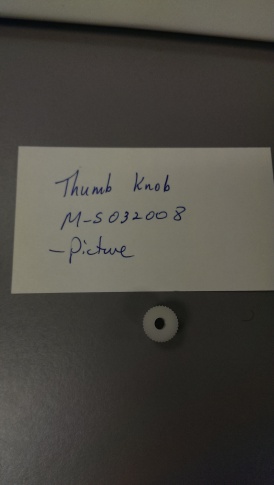 Thumb Knob
M-S032008
- Picture